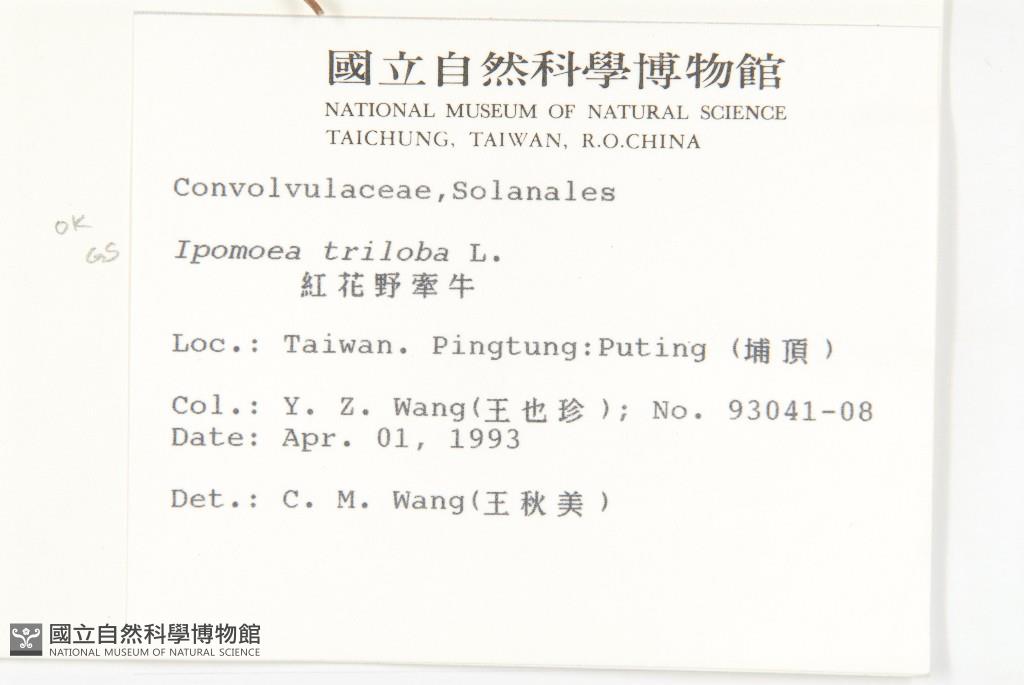 國立自然科學博物館
NATIONAL MUSEUM OF NATURAL SCIENCE
TAICHUNG, TAIWAN, R.O.CHINA
Convolvulaceae,Solanales
OK
GS
Ipomoea triloba L.
紅花野牽牛
Loc.: Taiwan. Pingtung:Puting (埔頂)
Col.: Y. Z. Wang(王也珍); No. 93041-08
Date: Apr. 01, 1993
Det.: C. M. Wang(王秋美)
國立自然科學博物館
NATIONAL MUSEUM OF NATURAL SCIENCE